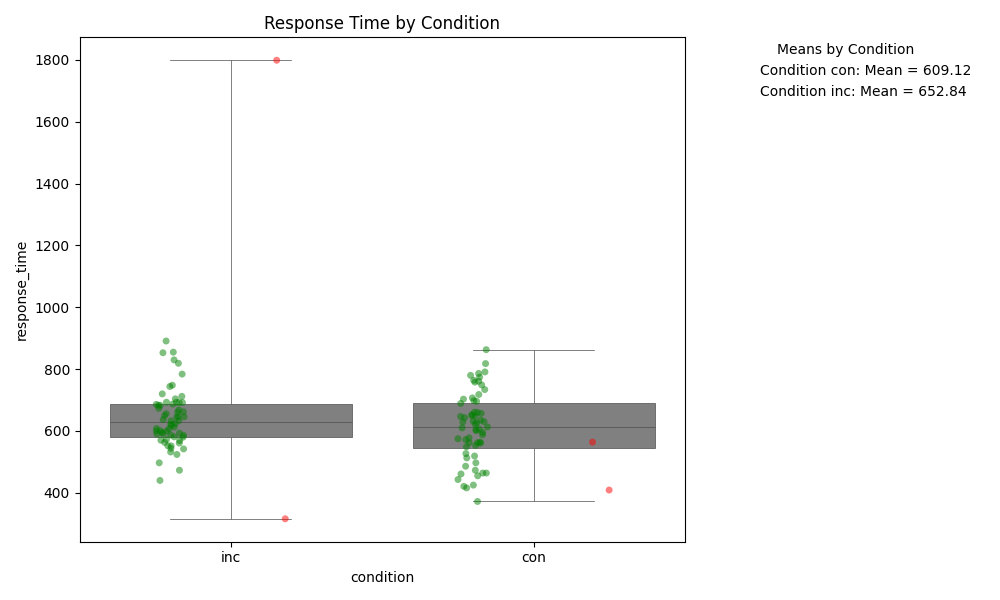 Response Time by Condition
Means by Condition
Condition con: Mean = 609.12
Condition inc: Mean = 652.84
response_time
1800
1600
1400
1200
1000
800
600
400
inc
con
condition